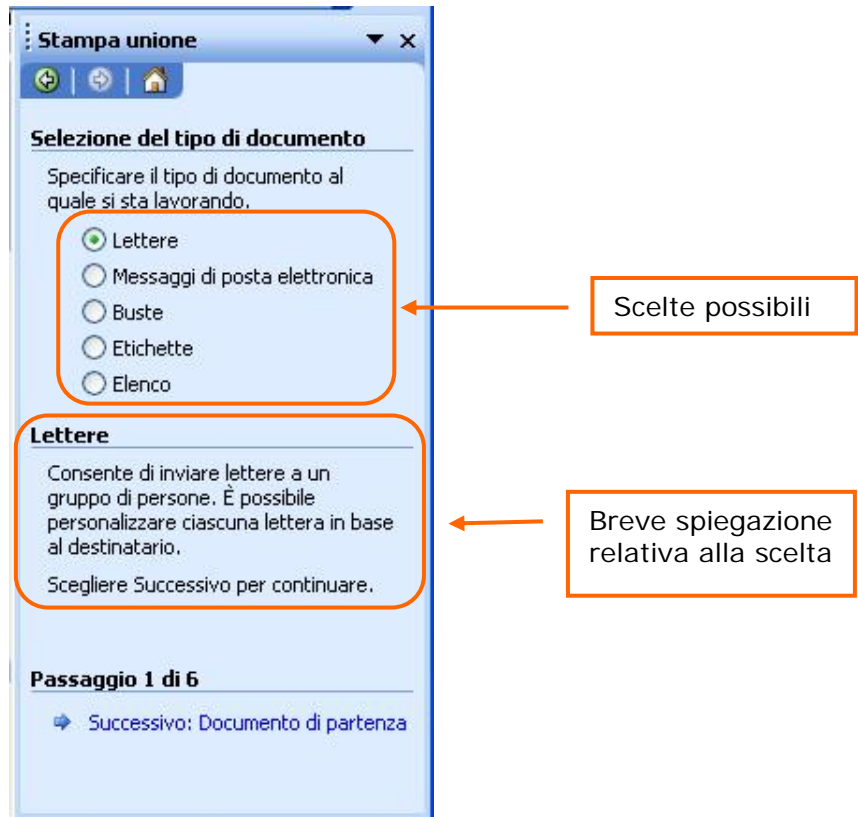 Stampa unione
Selezione del tipo di documento
Specificare il tipo di documento al
quale si sta lavorando.
Lettere
Messaggi di posta elettronica
Buste
Etichette
Elenco
Scelte possibili
Lettere
Consente di inviare lettere a un
gruppo di persone. È possibile
personalizzare ciascuna lettera in base
al destinatario.
Scegliere Successivo per continuare.
Breve spiegazione
relativa alla scelta
Passaggio 1 di 6
Successivo: Documento di partenza